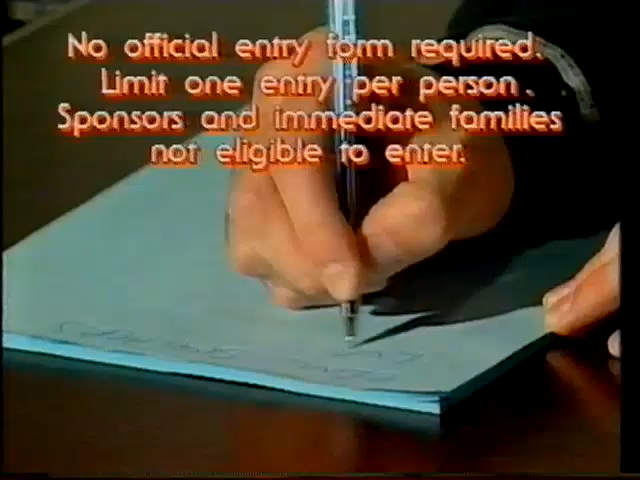 No official entry form required.
Limit one entry per person.
Sponsors and immediate families
not eligible to enter.